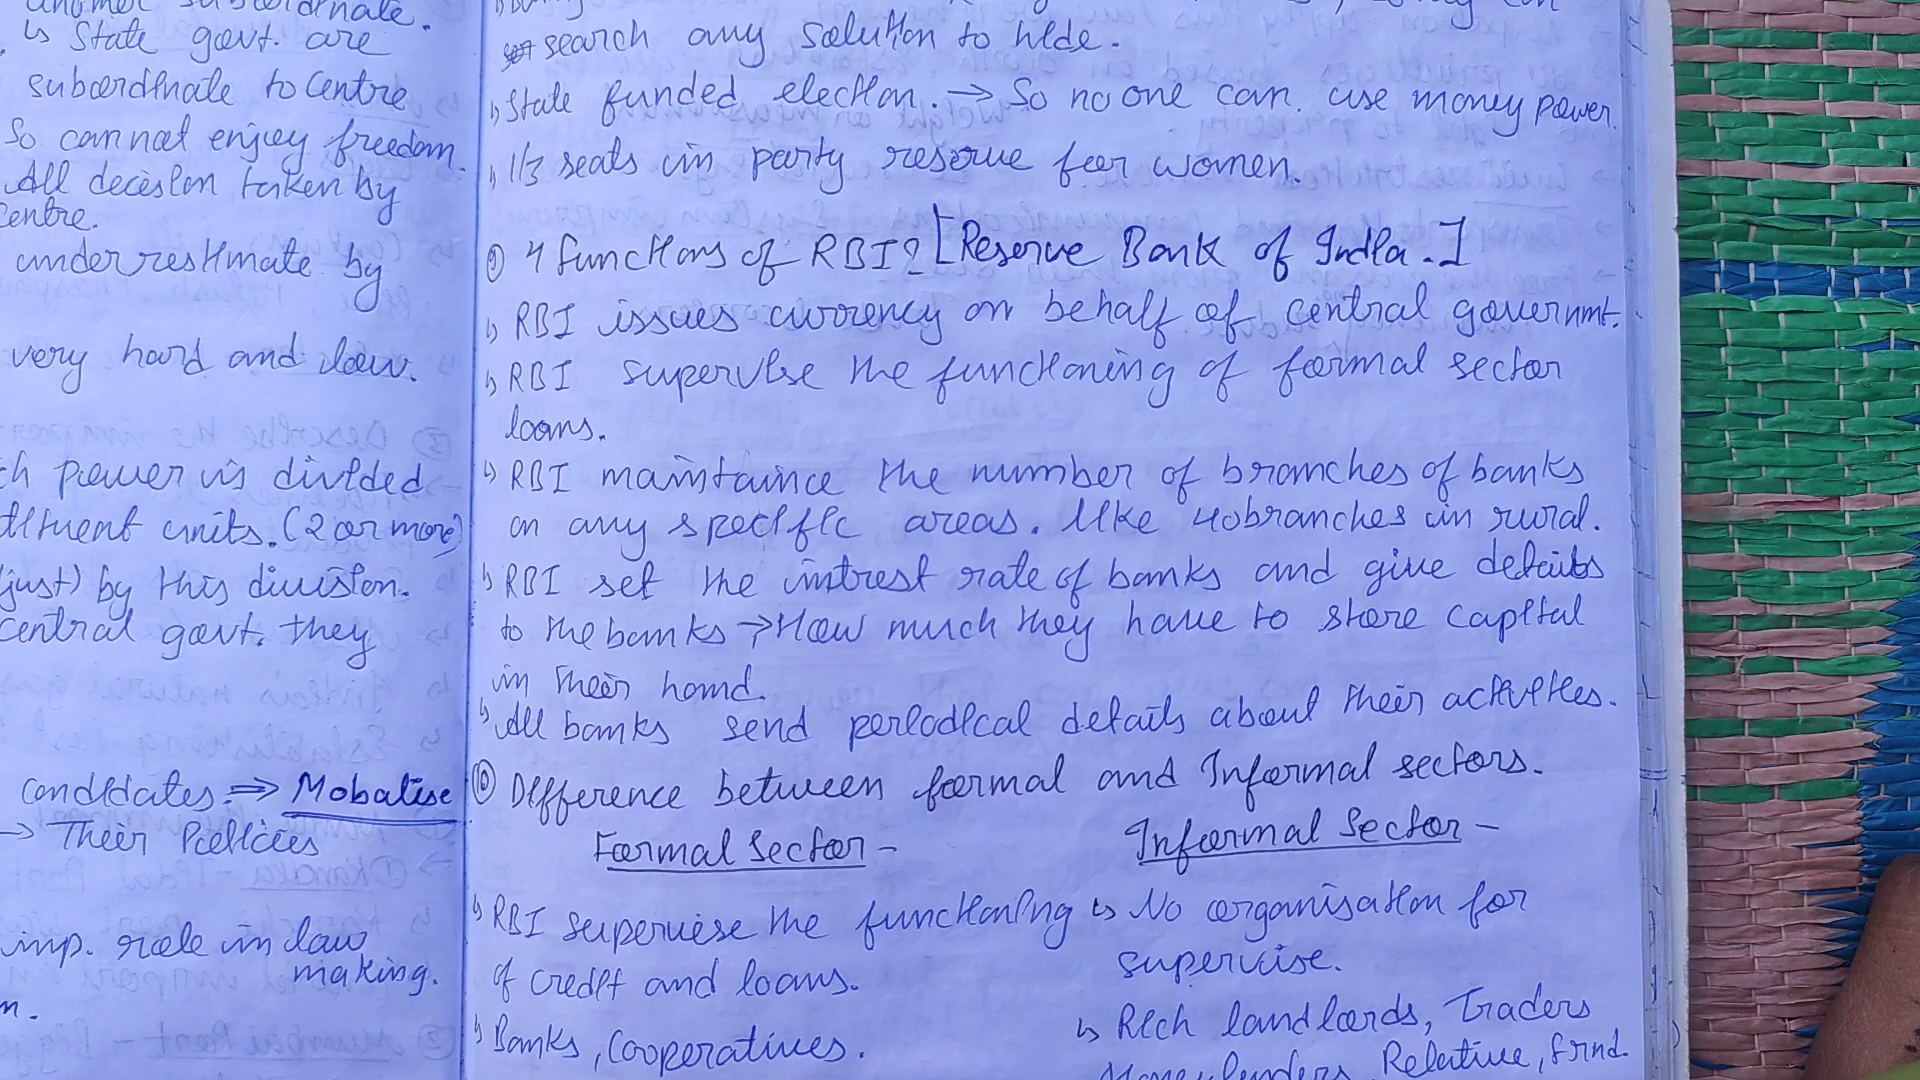 ↳ State govt. are
subordinate to Centre
So cannot enjoy freedom.
All decision taken by
Centre.
underrestimate by
very hard and low.
ch power is divided
tituent units. (2 or more)
(just) by this division.
central govt. they
candidates. ⇒ Mobalise
→ Their Policies
imp. role in law
making.
n.
search any solution to hide.
↳ State funded election. → So no one can. use money power.
↳ 1/3 seats in party reserve for women.
⑨ 4 functions of RBI? [Reserve Bank of India.]
↳ RBI issues currency on behalf of central governmt.
↳ RBI supervise the functioning of formal sector
loans.
↳ RBI maintaince the number of branches of banks
on any specific areas. like 40branches in rural.
↳ RBI set the intrest rate of banks and give details
to the banks → How much they have to store capital
in their hand.
↳ All banks send periodical details about their activities.
⑩ Difference between formal and Informal sectors.
Formal Sector -
Informal Sector -
↳ RBI supervise the functioning
of credit and loans.
↳ Banks, Cooperatives.
↳ No organisation for
supervise.
↳ Rich landlords, Traders
Moneylenders, Relative, frnd.